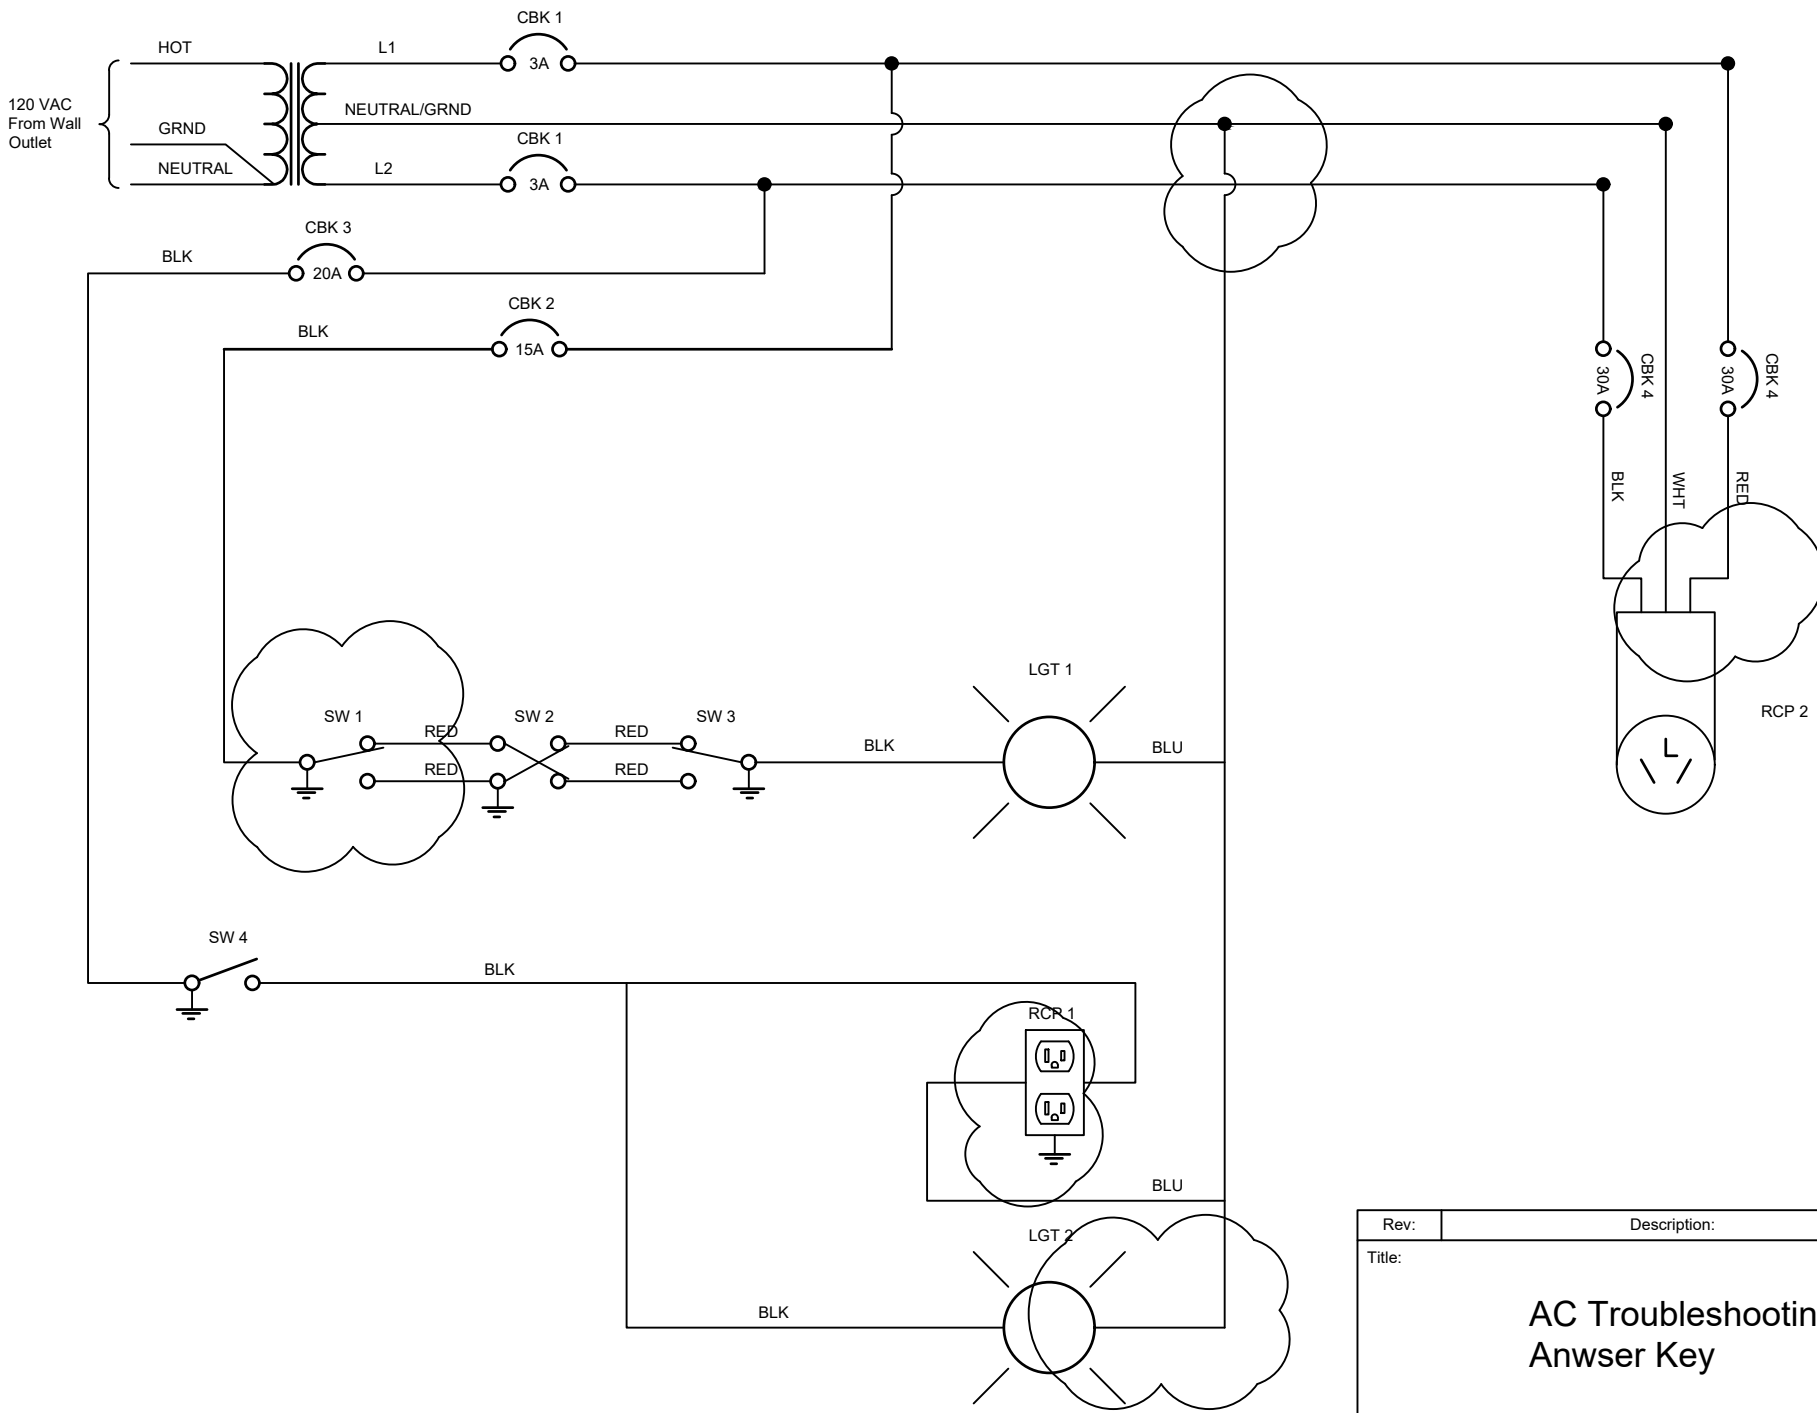 CBK 1
HOT
L1
3A
120 VAC
From Wall
Outlet
NEUTRAL/GRND
GRND
CBK 1
NEUTRAL
L2
3A
CBK 3
BLK
20A
CBK 2
BLK
15A
30A
CBK 4
30A
CBK 4
BLK
WHT
RED
LGT 1
RCP 2
SW 1
SW 2
SW 3
RED
RED
BLK
BLU
RED
RED
SW 4
BLK
RCP 1
BLU
LGT 2
BLK
Rev:
Description:
Title:
AC Troubleshootin
Anwser Key